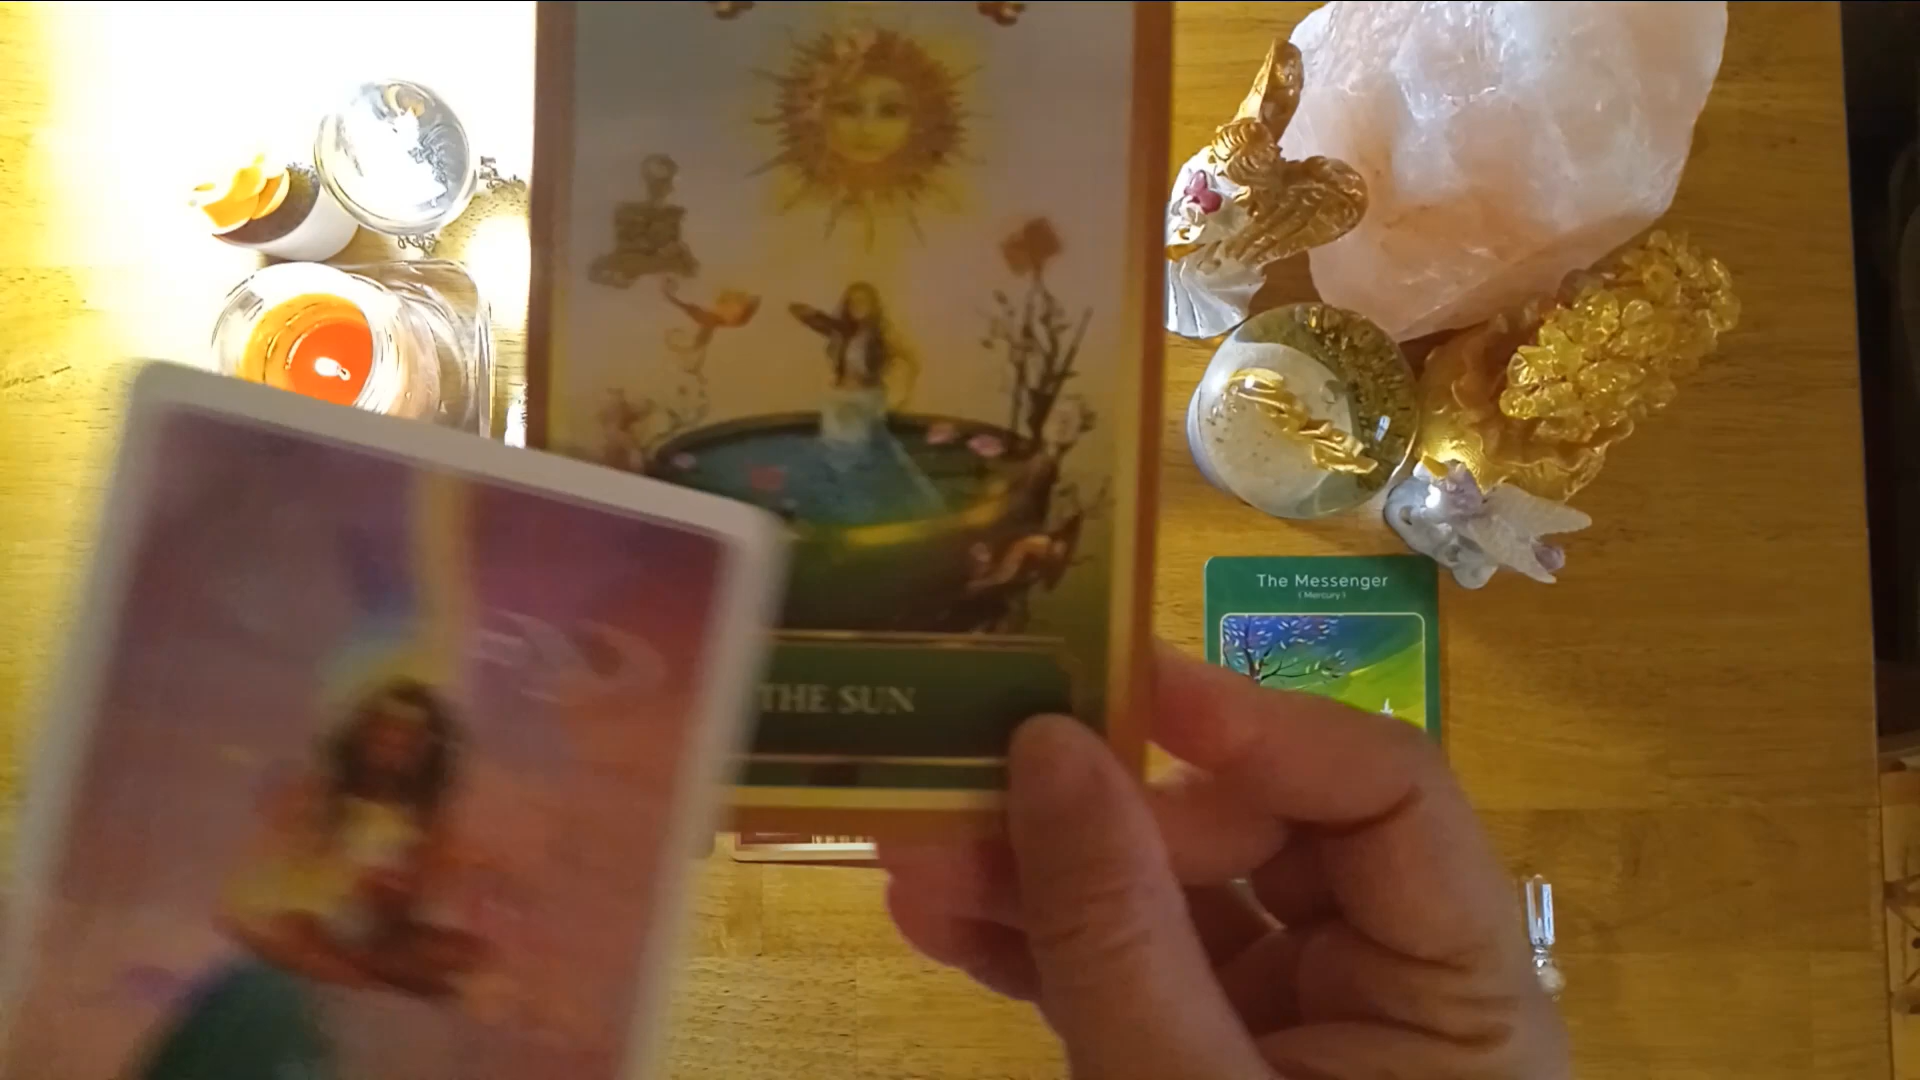 The Messenger
( Mercury )
THE SUN